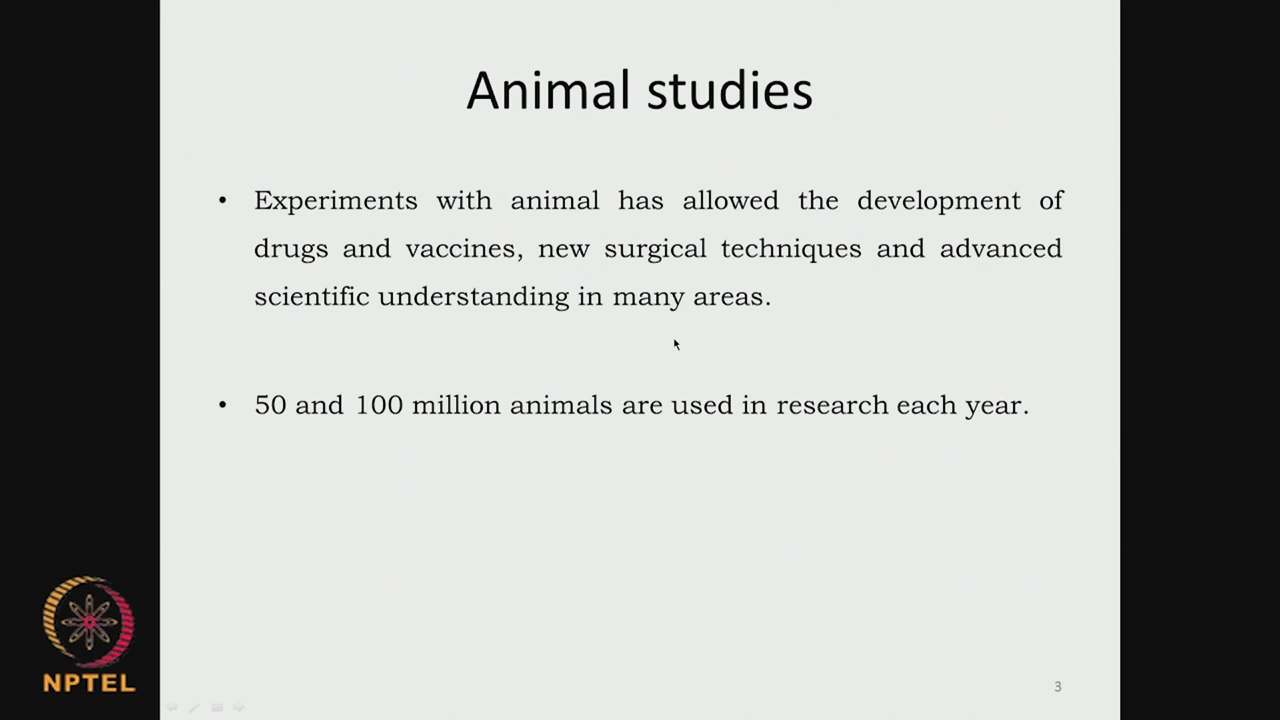 Animal studies
• Experiments with animal has allowed the development of
drugs and vaccines, new surgical techniques and advanced
scientific understanding in many areas.
• 50 and 100 million animals are used in research each year.
NPTEL
3